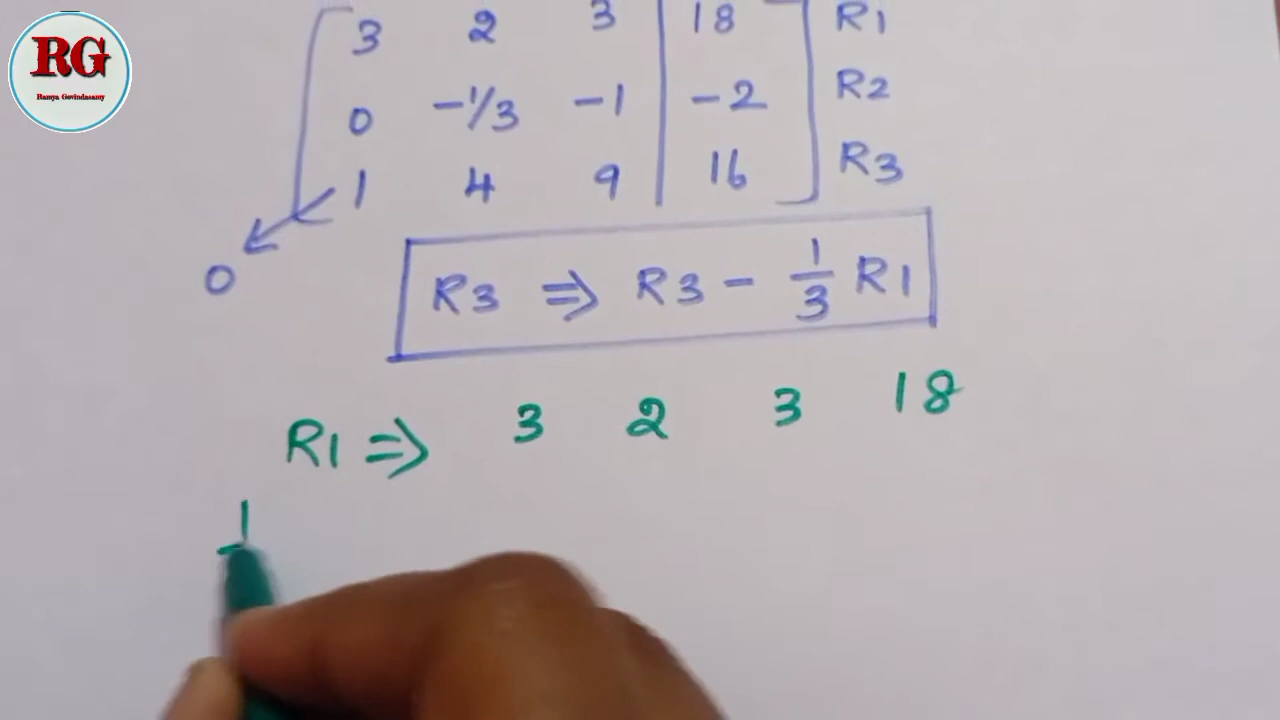 RG
Ramya Govindasamy
3 2 3 18 R1
0 -1/3 -1 -2 R2
1 4 9 16 R3
0
R3 ⇒ R3 - 1/3 R1
R1 ⇒ 3 2 3 18
1